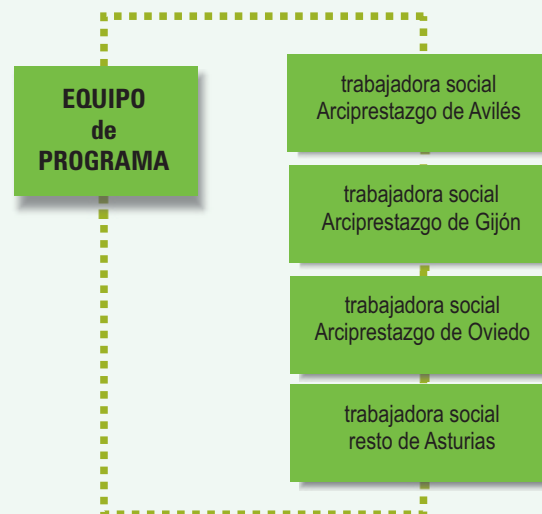 EQUIPO
de
PROGRAMA
trabajadora social
Arciprestazgo de Avilés
trabajadora social
Arciprestazgo de Gijón
trabajadora social
Arciprestazgo de Oviedo
trabajadora social
resto de Asturias